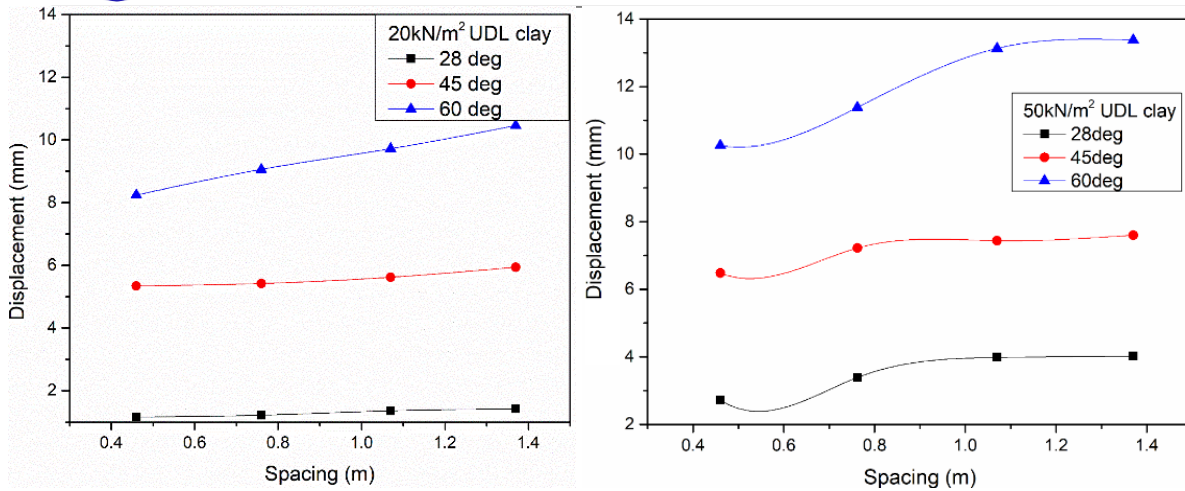 14
12
10
8
6
4
2
Displacement (mm)
20kN/m² UDL clay
28 deg
45 deg
60 deg
0.4 0.6 0.8 1.0 1.2 1.4
Spacing (m)
14
12
10
8
6
4
2
Displacement (mm)
50kN/m² UDL clay
28deg
45deg
60deg
0.4 0.6 0.8 1.0 1.2 1.4
Spacing (m)